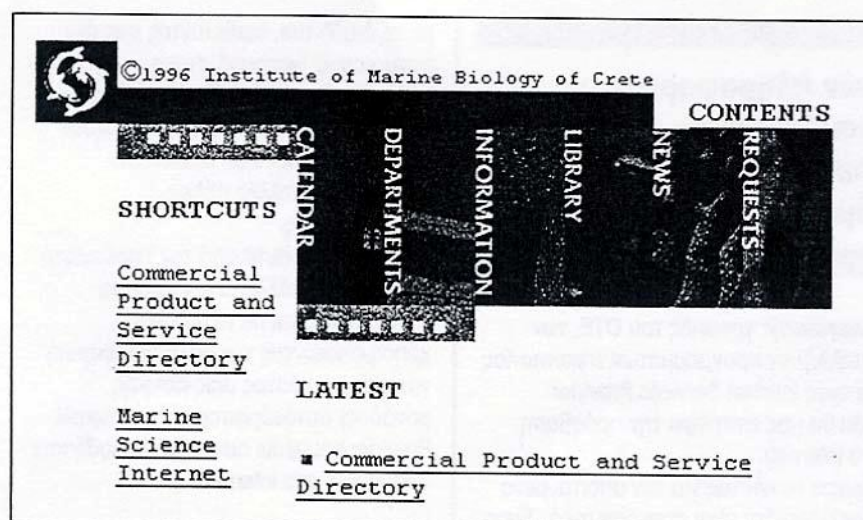 ©1996 Institute of Marine Biology of Crete
CONTENTS
CALENDAR
DEPARTMENTS
INFORMATION
LIBRARY
NEWS
REQUESTS
SHORTCUTS
Commercial
Product and
Service
Directory
Marine
Science
Internet
LATEST
Commercial Product and Service
Directory